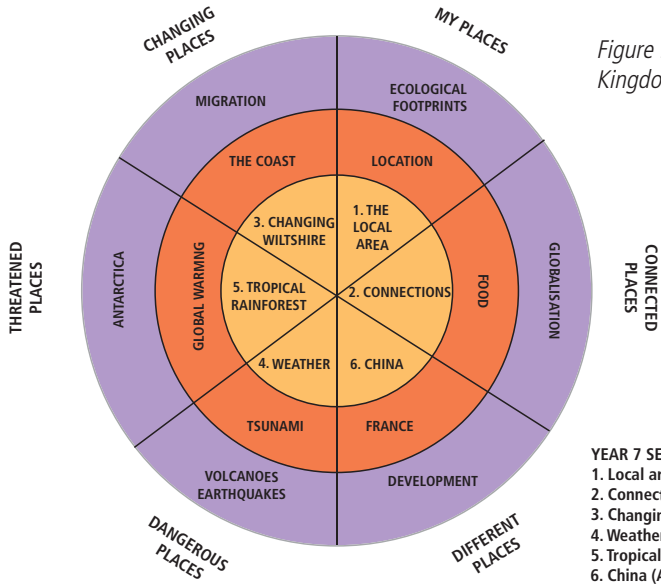 CHANGING
PLACES
MY PLACES
Figure
Kingdo
MIGRATION
ECOLOGICAL
FOOTPRINTS
THE COAST
LOCATION
3. CHANGING
WILTSHIRE
1. THE
LOCAL
AREA
THREATENED
PLACES
ANTARCTICA
GLOBAL WARMNG
5. TROPICAL
RAINFOREST
2. CONNECTIONS
FOOD
GLOBALISATION
CONNECTED
PLACES
4. WEATHER
6. CHINA
TSUNAMI
FRANCE
VOLCANOES
EARTHQUAKES
DEVELOPMENT
DANGEROUS
PLACES
DIFFERENT
PLACES
YEAR 7 SE
1. Local ar
2. Connect
3. Changin
4. Weather
5. Tropical
6. China (A